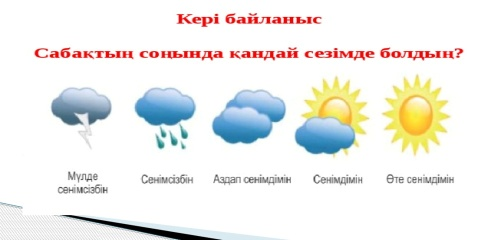 Кері байланыс
Сабақтың соңында қандай сезімде болдың?
Мүлде
сенімсізбін
Сенімсізбін
Аздап сенімдімін
Сенімдімін
Өте сенімдімін